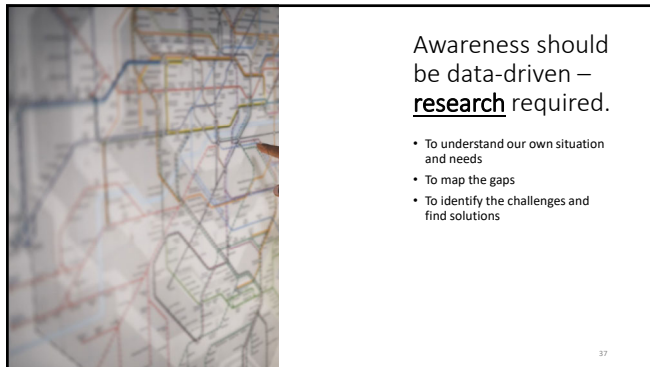 Awareness should
be data-driven –
research required.
• To understand our own situation
and needs
• To map the gaps
• To identify the challenges and
find solutions
37